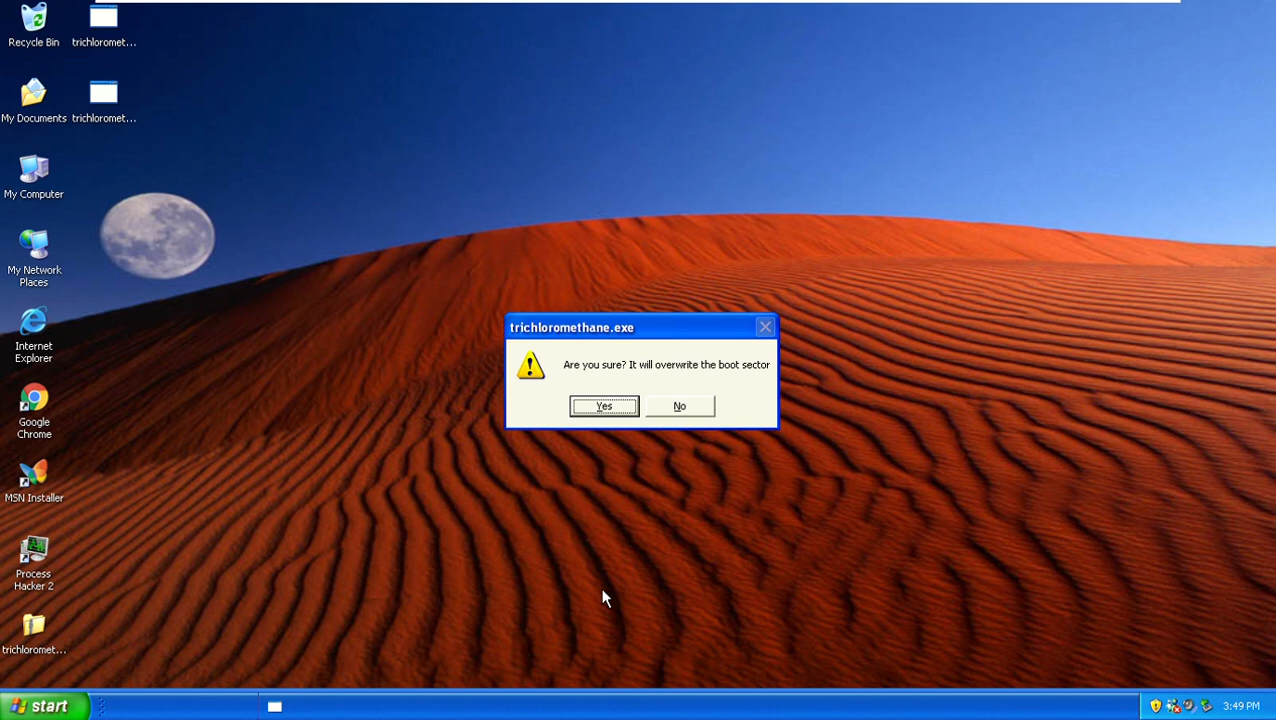 Recycle Bin
trichloromet...
My Documents
trichloromet...
My Computer
My Network
Places
Internet
Explorer
Google
Chrome
MSN Installer
Process
Hacker 2
trichloromet...
trichloromethane.exe
Are you sure? It will overwrite the boot sector
Yes
No
start
3:49 PM